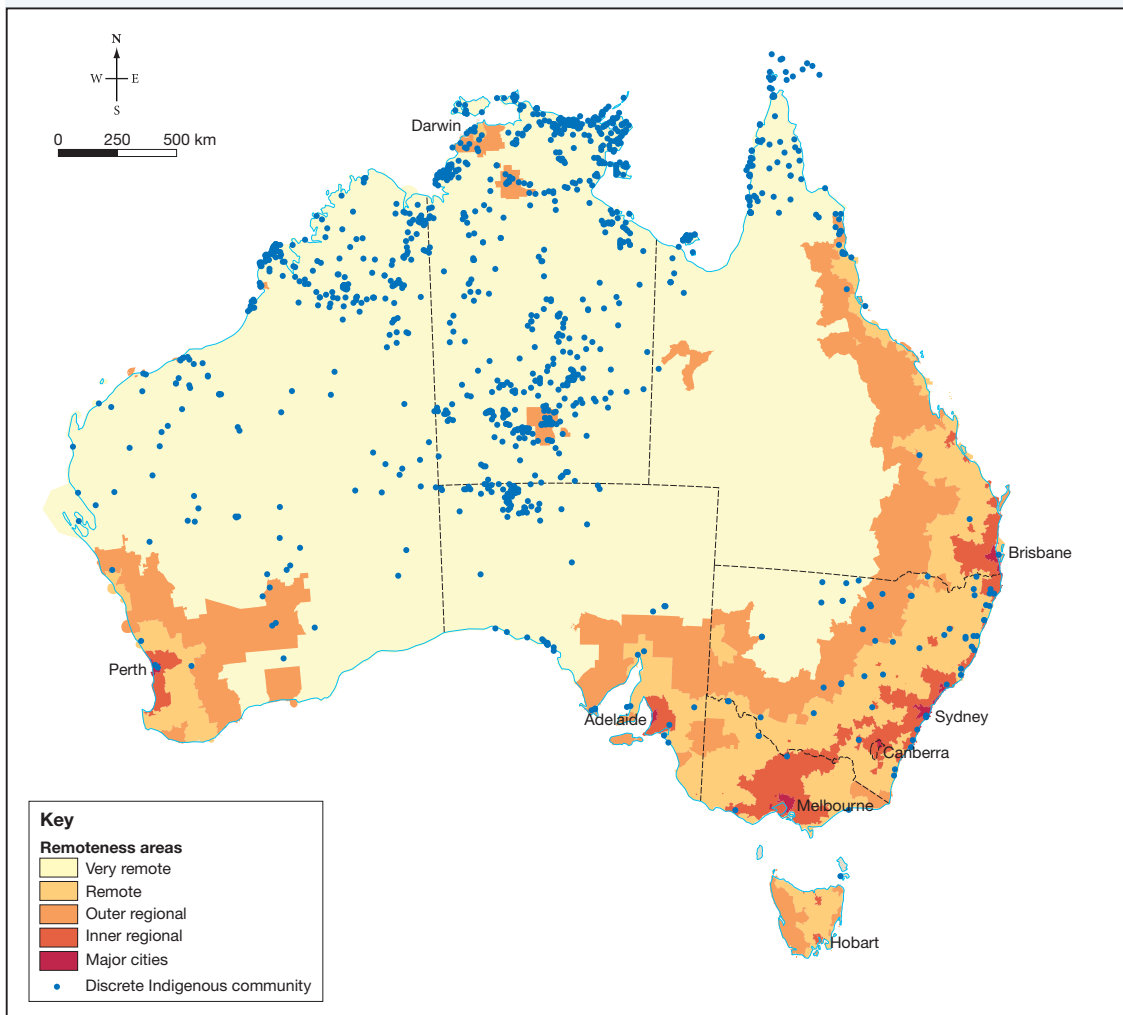 N
W E
S
0 250 500 km
Darwin
Brisbane
Perth
Adelaide
Sydney
Canberra
Melbourne
Hobart
Key
Remoteness areas
Very remote
Remote
Outer regional
Inner regional
Major cities
Discrete Indigenous community